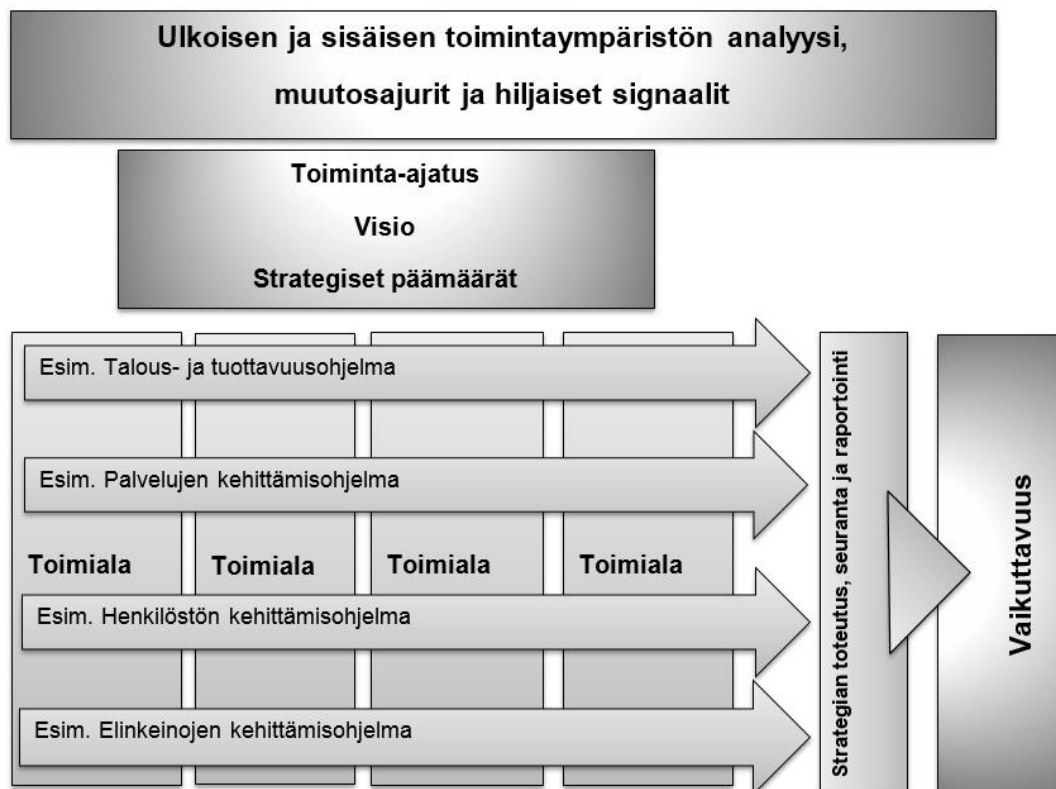 Ulkoisen ja sisäisen toimintaympäristön analyysi,
muutosajurit ja hiljaiset signaalit
Toiminta-ajatus
Visio
Strategiset päämäärät
Esim. Talous- ja tuottavuusohjelma
Esim. Palvelujen kehittämisohjelma
Toimiala
Toimiala
Toimiala
Toimiala
Esim. Henkilöstön kehittämisohjelma
Esim. Elinkeinojen kehittämisohjelma
Strategian toteutus, seuranta ja raportointi
Vaikuttavuus